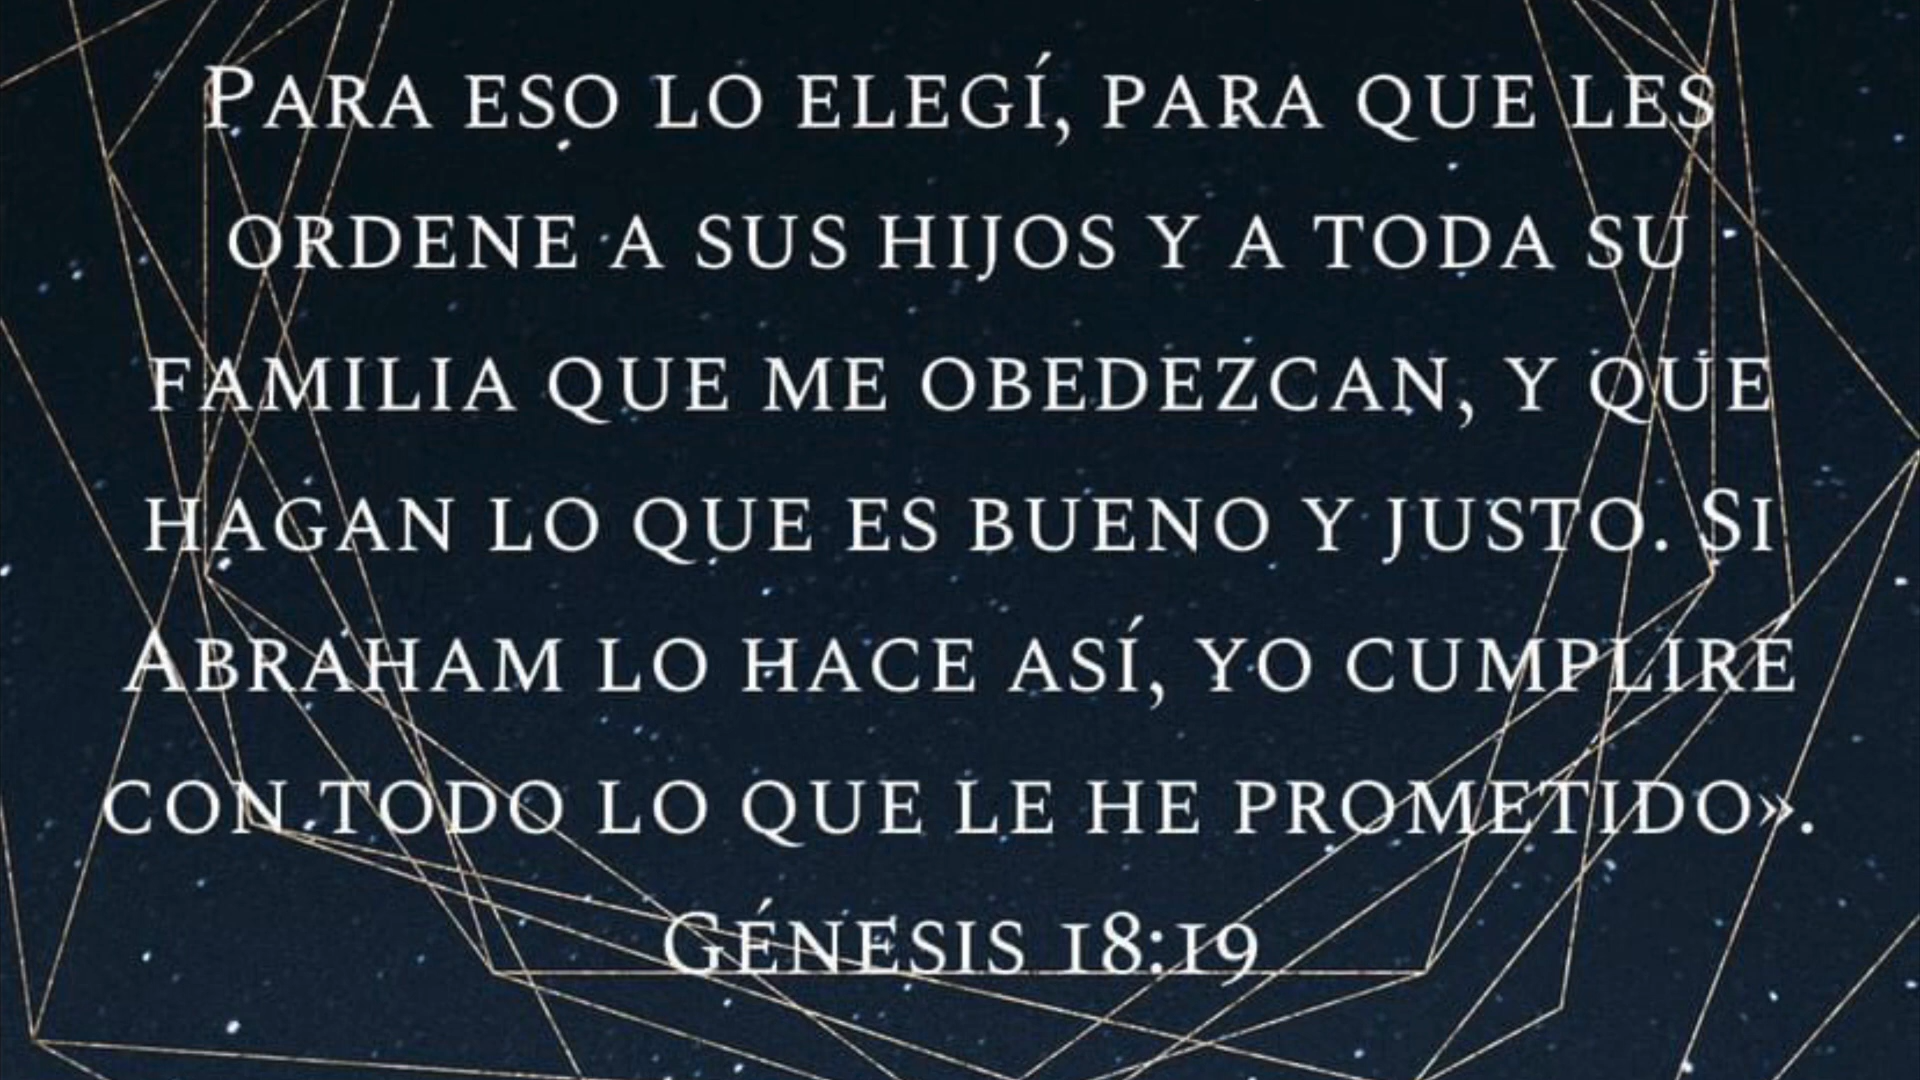 Para eso lo elegí, para que les
ordene a sus hijos y a toda su
familia que me obedezcan, y que
hagan lo que es bueno y justo. Si
Abraham lo hace así, yo cumplire
con todo lo que le he prometido».
Génesis 18:19